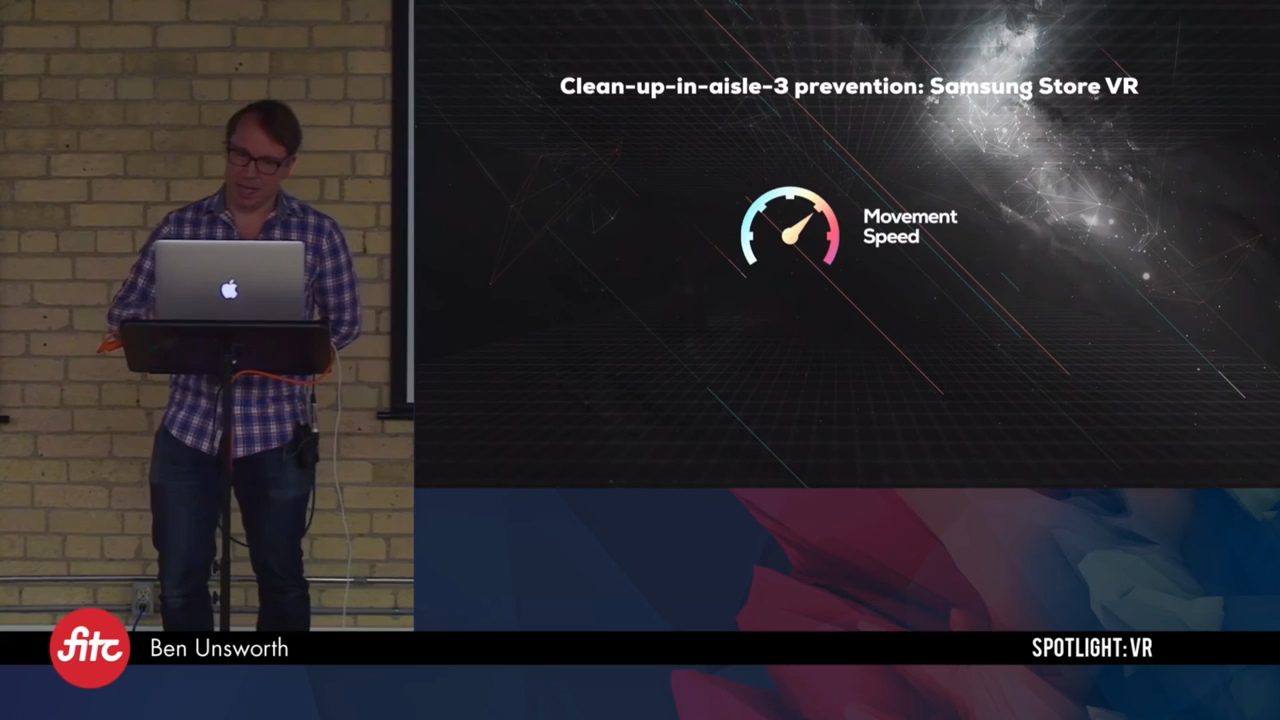 Clean-up-in-aisle-3 prevention: Samsung Store VR
Movement
Speed
fitc
Ben Unsworth
SPOTLIGHT: VR